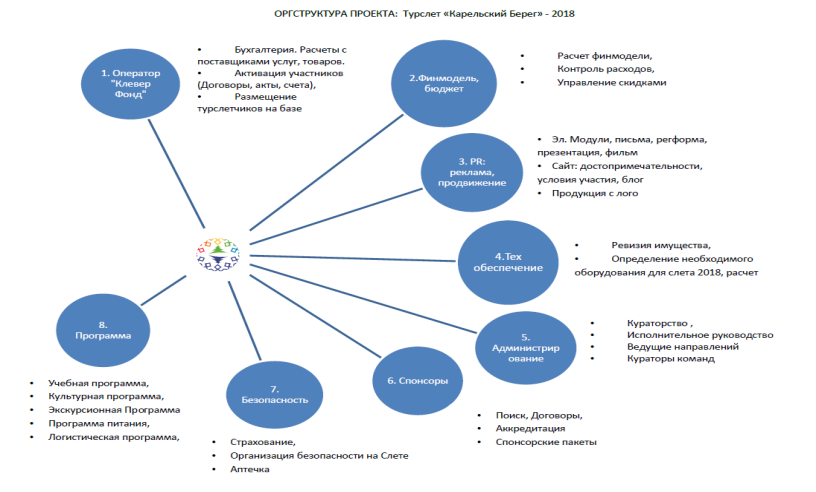 ОРГСТРУКТУРА ПРОЕКТА: Турслет «Карельский Берег» - 2018
1. Оператор
"Клевер
Фонд"
• Бухгалтерия. Расчеты с
поставщиками услуг, товаров.
• Активация участников
(Договоры, акты, счета),
• Размещение
турслетчиков на базе
2.Финмодель,
бюджет
• Расчет финмодели,
• Контроль расходов,
• Управление скидками
3. PR:
реклама,
продвижение
• Эл. Модули, письма, регформа,
презентация, фильм
• Сайт: достопримечательности,
условия участия, блог
• Продукция с лого
4.Тех
обеспечение
• Ревизия имущества,
• Определение необходимого
оборудования для слета 2018, расчет
5.
Администрир
ование
• Кураторство ,
• Исполнительное руководство
• Ведущие направлений
• Кураторы команд
6. Спонсоры
• Поиск, Договоры,
• Аккредитация
• Спонсорские пакеты
7.
Безопасность
• Страхование,
• Организация безопасности на Слете
• Аптечка
8.
Программа
• Учебная программа,
• Культурная программа,
• Экскурсионная Программа
• Программа питания,
• Логистическая программа,